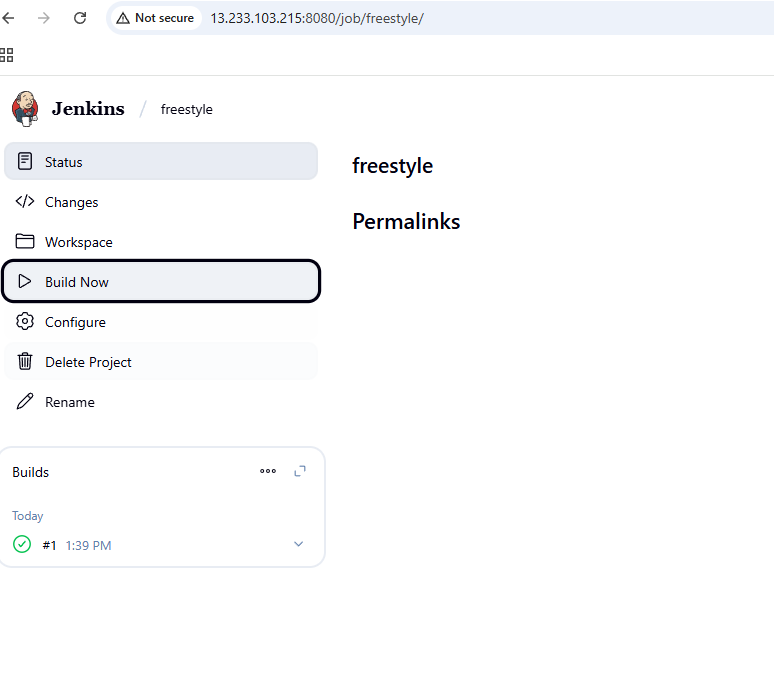 Not secure 13.233.103.215:8080/job/freestyle/
Jenkins / freestyle
Status
Changes
Workspace
Build Now
Configure
Delete Project
Rename
freestyle
Permalinks
Builds
Today
#1 1:39 PM